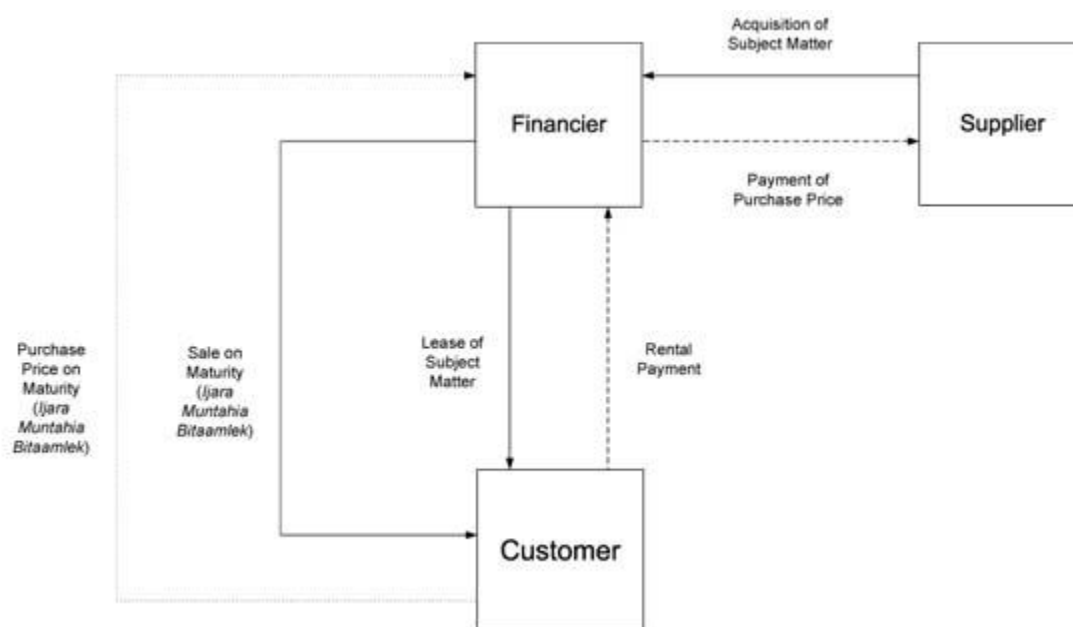 Acquisition of
Subject Matter
Financier
Supplier
Payment of
Purchase Price
Purchase
Price on
Maturity
(Ijara
Muntahia
Bitaamlek)
Sale on
Maturity
(Ijara
Muntahia
Bitaamlek)
Lease of
Subject
Matter
Rental
Payment
Customer